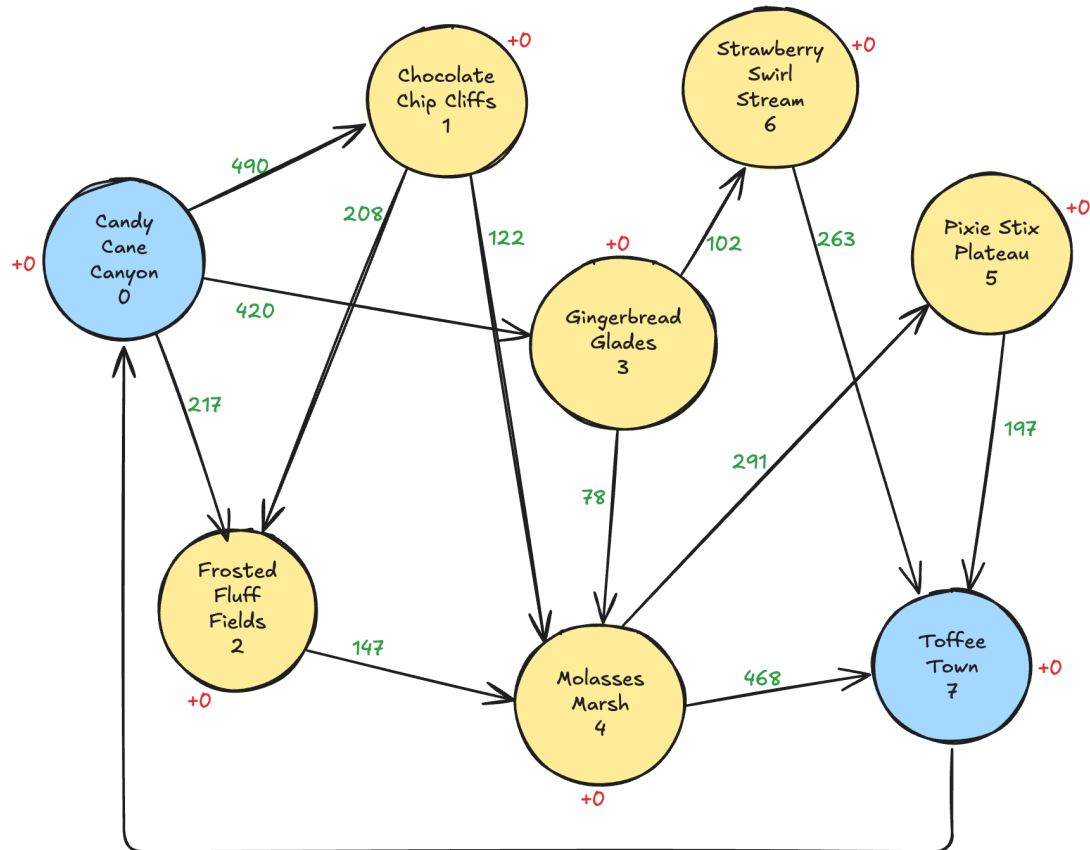 +0
Chocolate
Chip Cliffs
1
Strawberry
Swirl
Stream
6
+0
490
208
122
Candy
Cane
Canyon
0
+0
420
+0
Gingerbread
Glades
3
102
263
+0
Pixie Stix
Plateau
5
217
78
291
197
Frosted
Fluff
Fields
2
+0
147
Molasses
Marsh
4
+0
468
Toffee
Town
7
+0